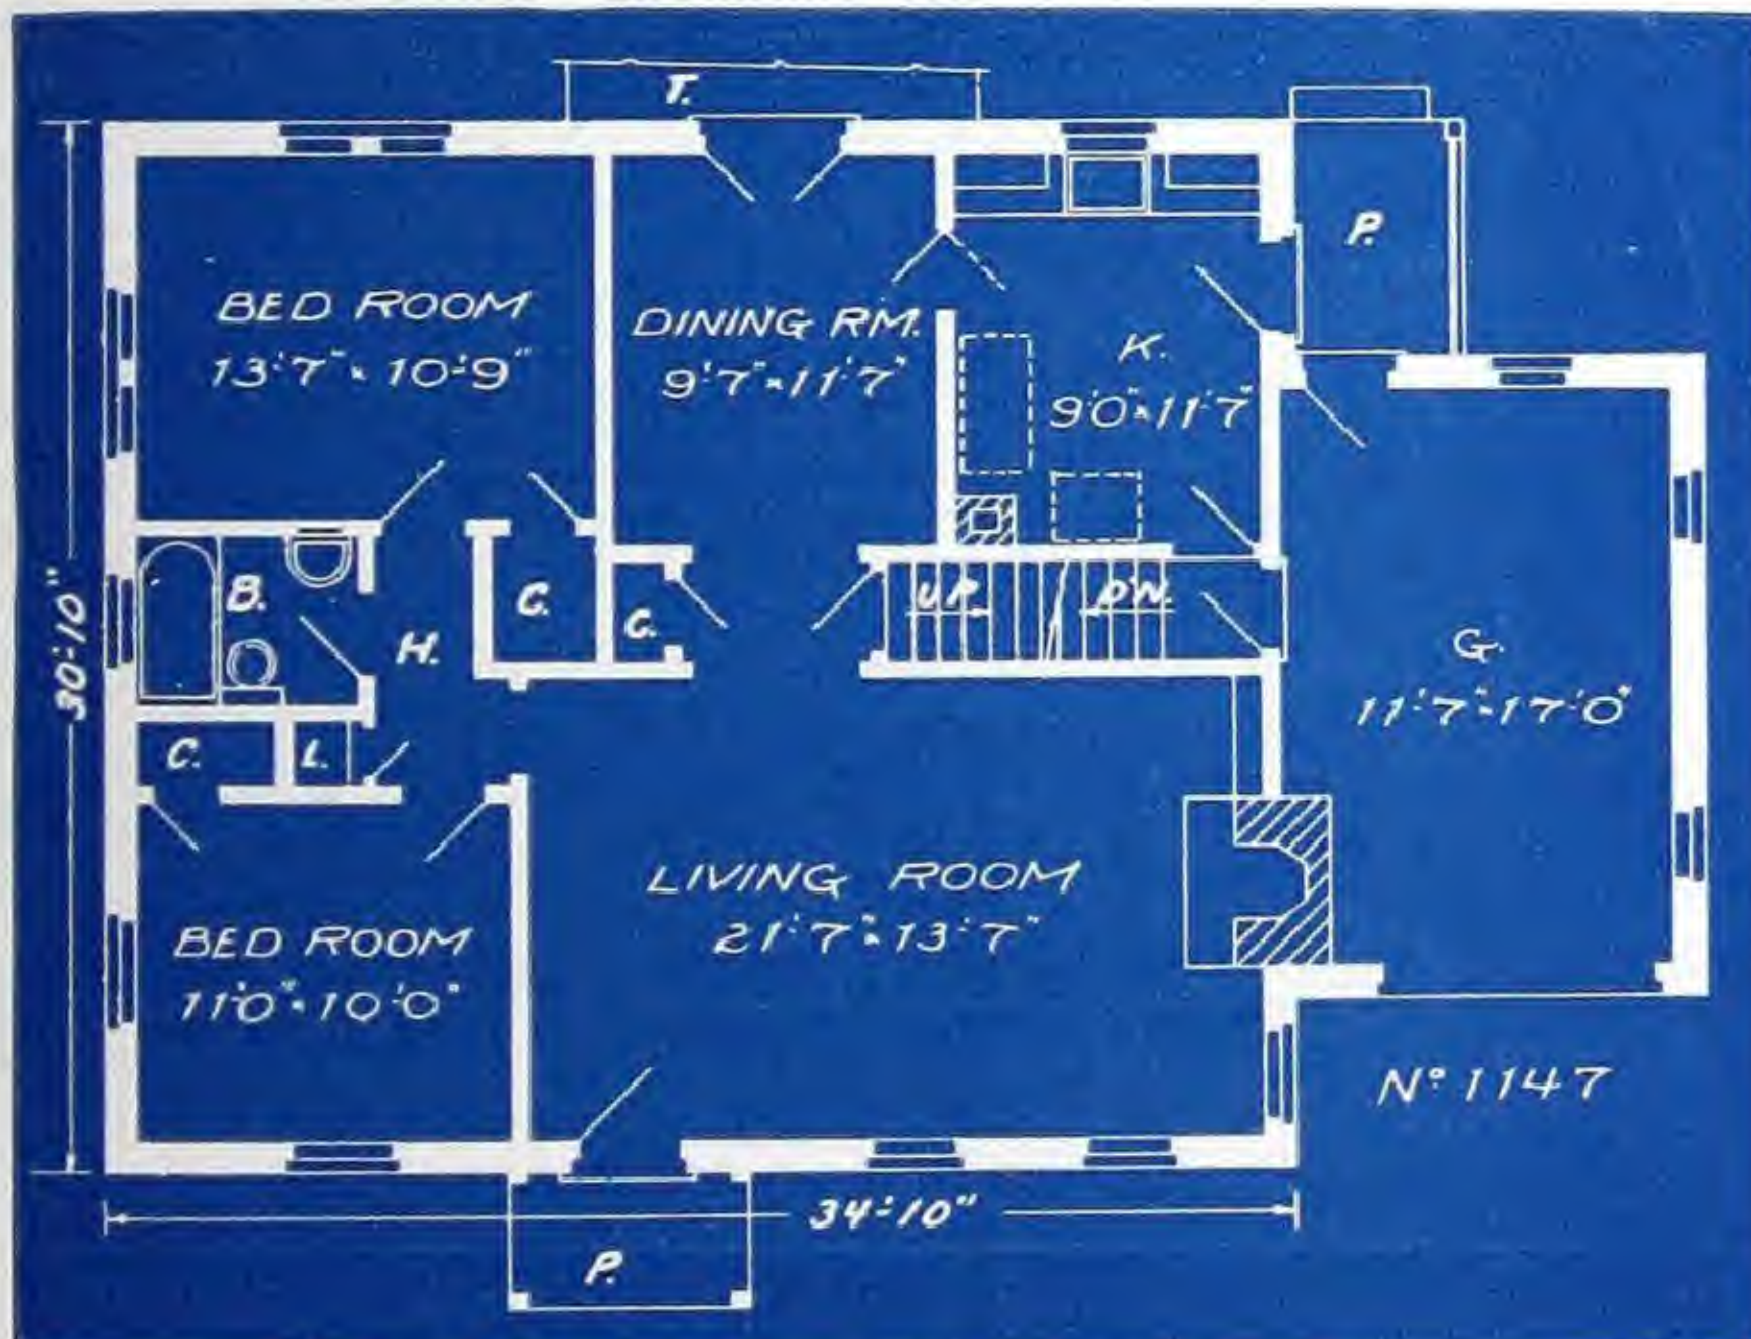 T.
P.
BED ROOM
13'-7" x 10'-9"
DINING RM.
9'7" x 11'-7"
K.
9'0" x 11'-7"
B.
H.
C.
C.
UP.
D'N.
G.
11'-7" x 17'-0"
30'-10"
C.
L.
LIVING ROOM
21'-7" x 13'-7"
BED ROOM
11'0" x 10'-0"
Nº 1147
34'-10"
P.